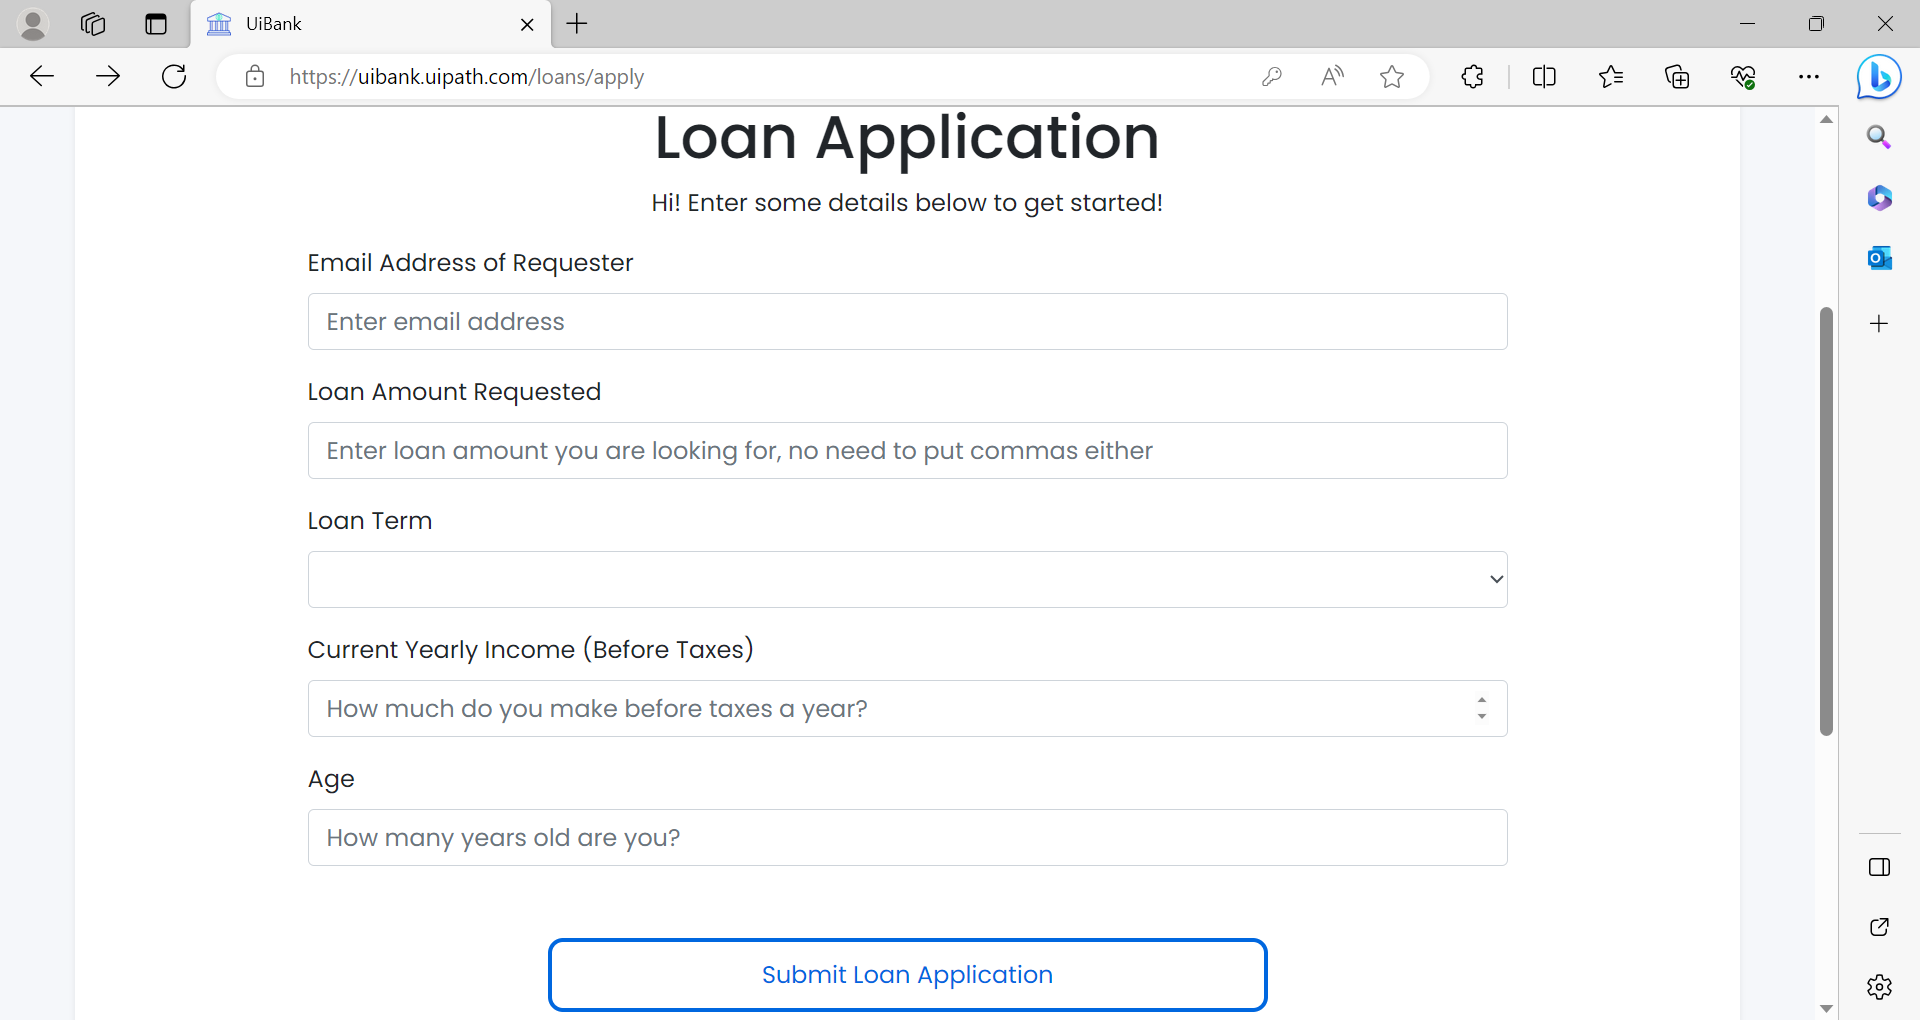 UiBank
https://uibank.uipath.com/loans/apply
Loan Application
Hi! Enter some details below to get started!
Email Address of Requester
Enter email address
Loan Amount Requested
Enter loan amount you are looking for, no need to put commas either
Loan Term
Current Yearly Income (Before Taxes)
How much do you make before taxes a year?
Age
How many years old are you?
Submit Loan Application